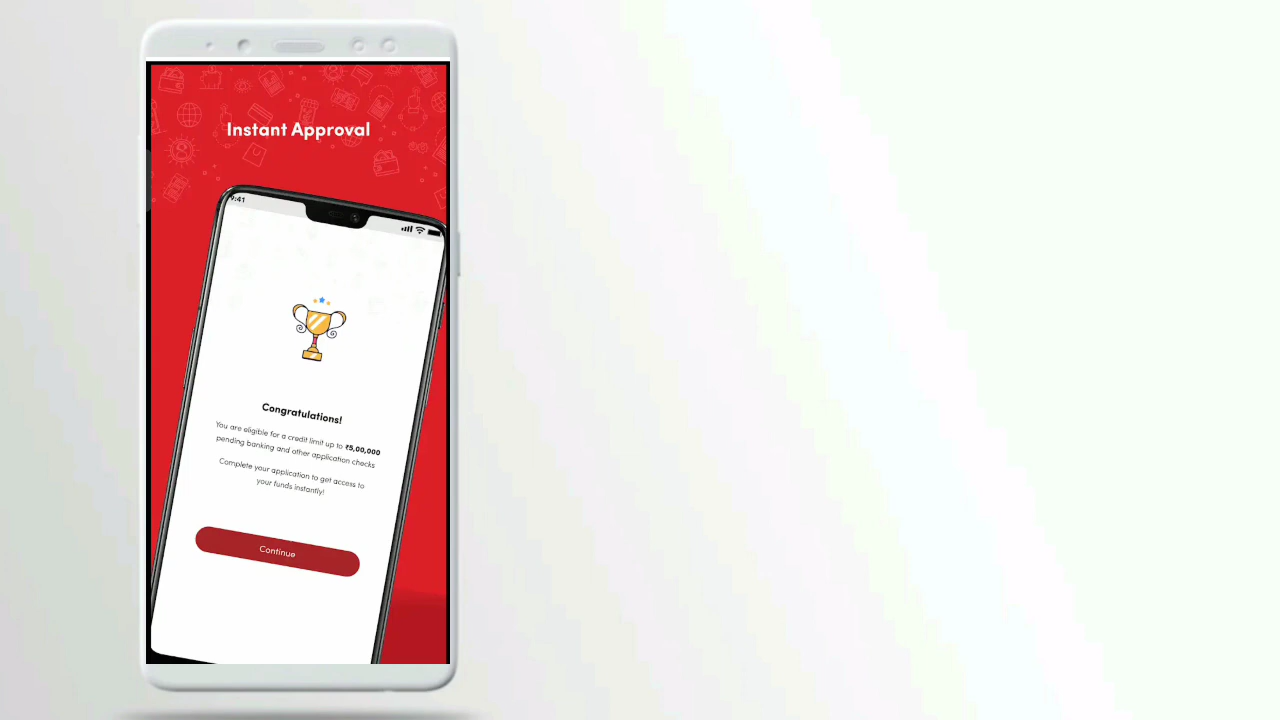 Instant Approval
9:41
Congratulations!
You are eligible for a credit limit up to ₹5,00,000
pending banking and other application checks
Complete your application to get access to
your funds instantly!
Continue